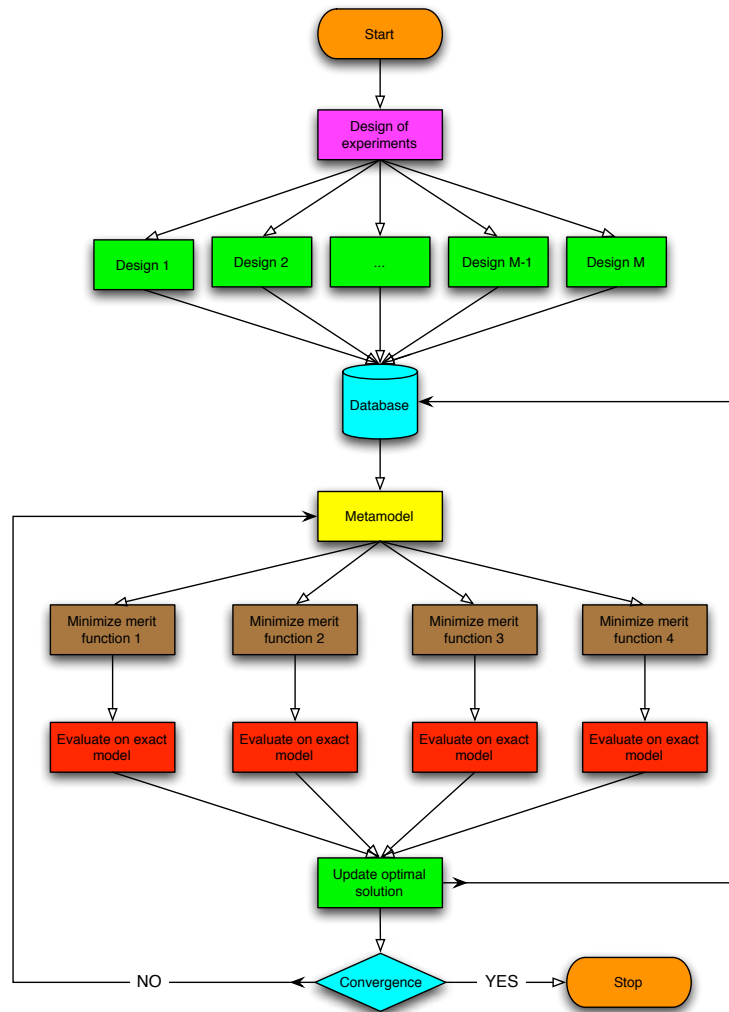 Start
Design of
experiments
Design 1
Design 2
...
Design M-1
Design M
Database
Metamodel
Minimize merit
function 1
Minimize merit
function 2
Minimize merit
function 3
Minimize merit
function 4
Evaluate on exact
model
Evaluate on exact
model
Evaluate on exact
model
Evaluate on exact
model
Update optimal
solution
NO
Convergence
YES
Stop